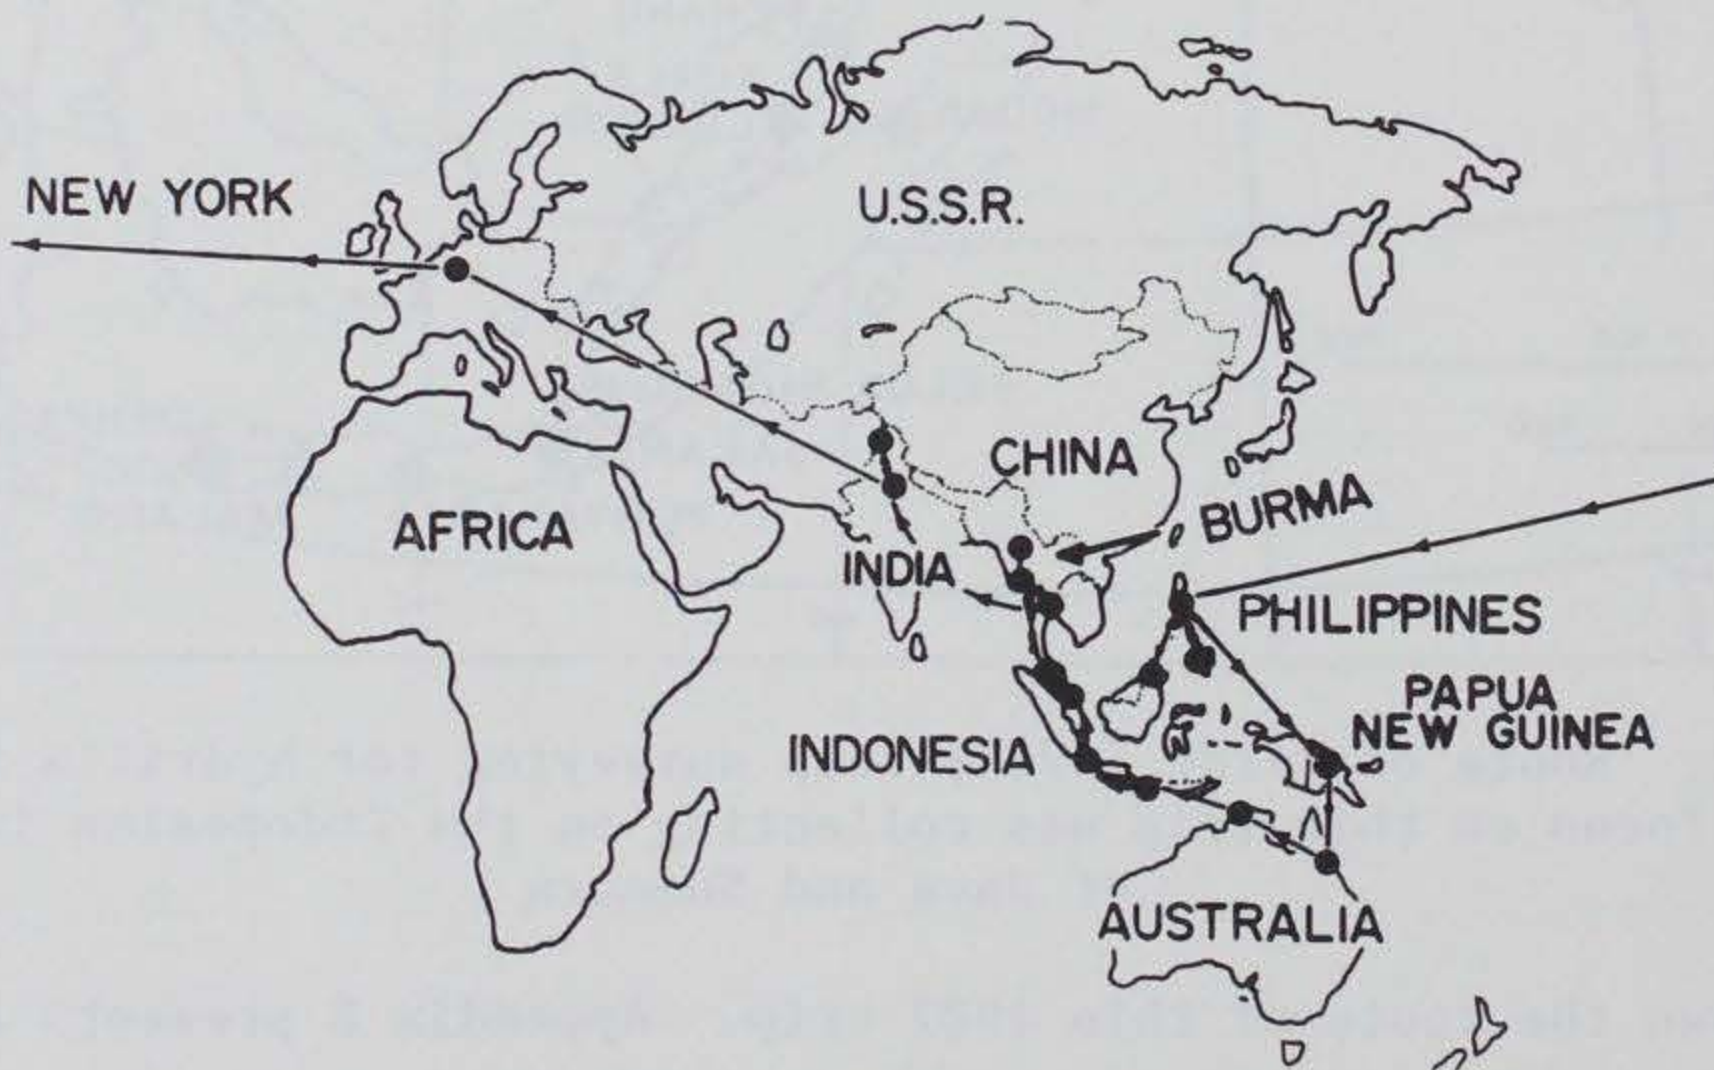 NEW YORK
U.S.S.R.
CHINA
AFRICA
BURMA
INDIA
PHILIPPINES
PAPUA
NEW GUINEA
INDONESIA
AUSTRALIA